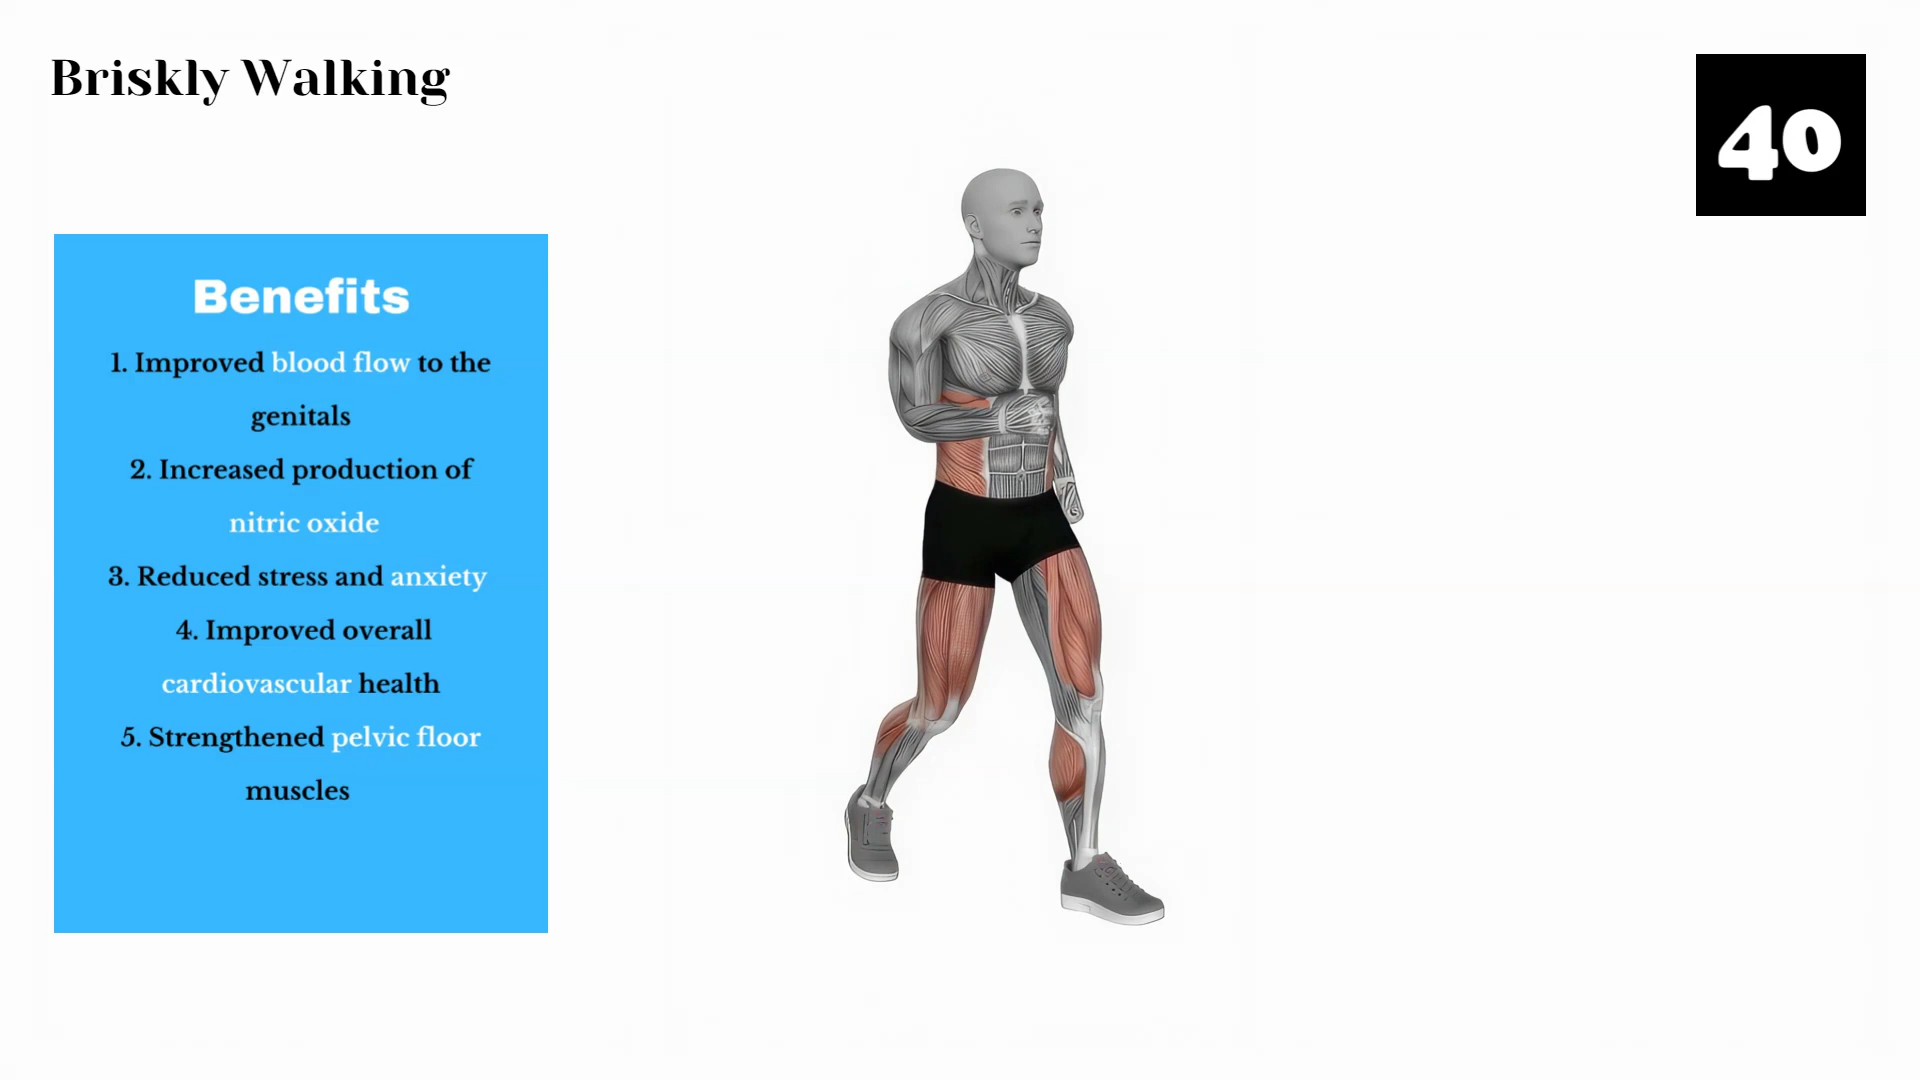 Briskly Walking
40
Benefits
1. Improved blood flow to the
genitals
2. Increased production of
nitric oxide
3. Reduced stress and anxiety
4. Improved overall
cardiovascular health
5. Strengthened pelvic floor
muscles